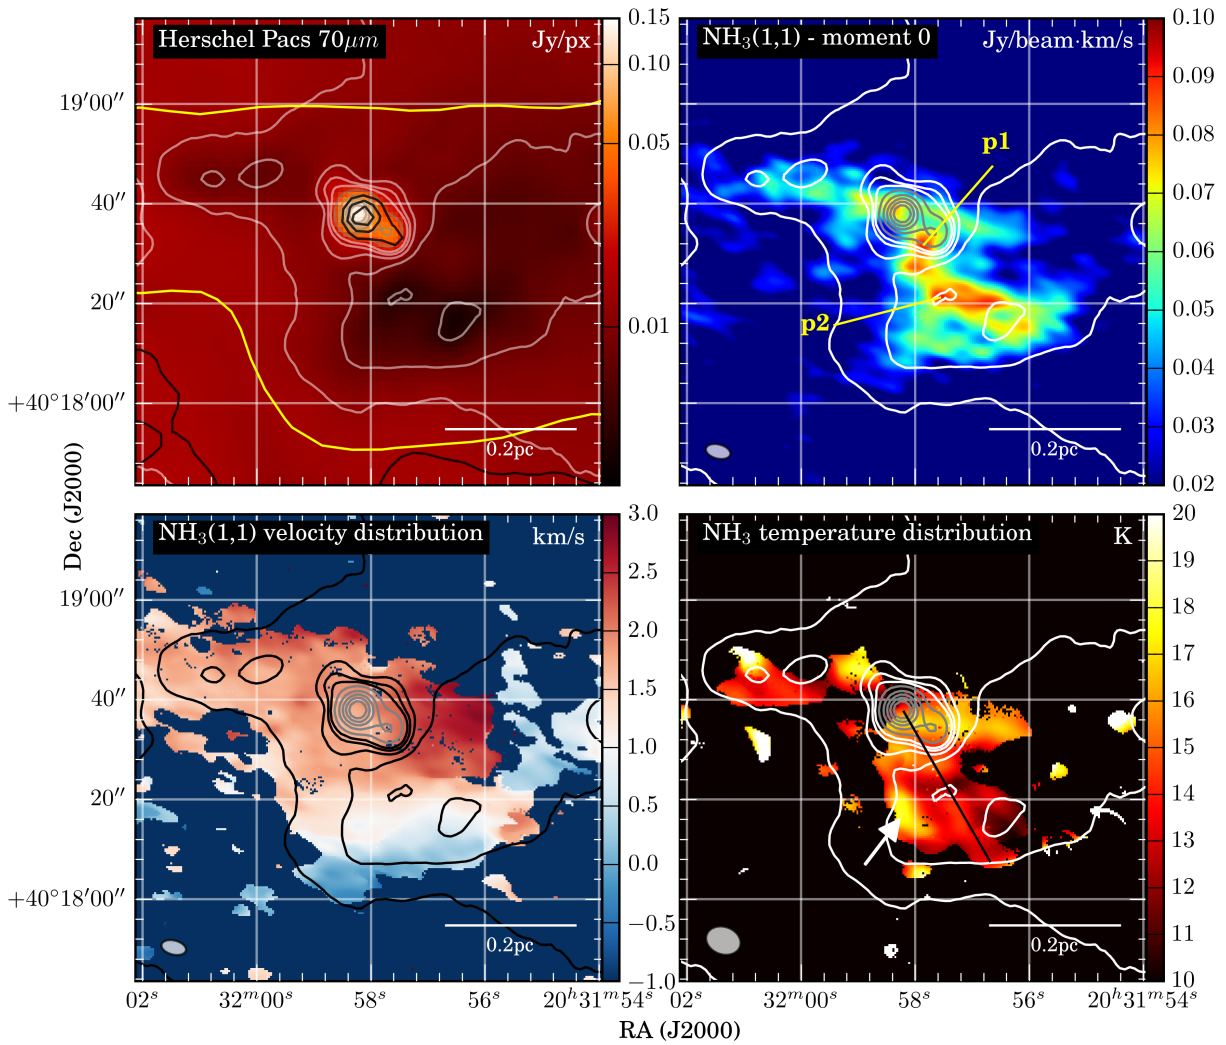 Herschel Pacs 70μm
Jy/px
0.15
0.10
0.05
0.01
19′00″
40″
20″
+40°18′00″
0.2pc
NH₃(1,1) - moment 0
Jy/beam·km/s
p1
p2
0.2pc
0.10
0.09
0.08
0.07
0.06
0.05
0.04
0.03
0.02
Dec (J2000)
NH₃(1,1) velocity distribution
km/s
3.0
2.5
2.0
1.5
1.0
0.5
0.0
−0.5
−1.0
19′00″
40″
20″
+40°18′00″
0.2pc
02ˢ
32ᵐ00ˢ
58ˢ
56ˢ
20ʰ31ᵐ54ˢ
NH₃ temperature distribution
K
20
19
18
17
16
15
14
13
12
11
10
0.2pc
02ˢ
32ᵐ00ˢ
58ˢ
56ˢ
20ʰ31ᵐ54ˢ
RA (J2000)